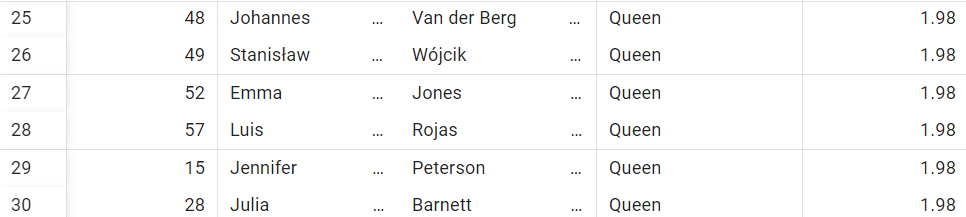 25 48 Johannes ... Van der Berg ... Queen 1.98
26 49 Stanisław ... Wójcik ... Queen 1.98
27 52 Emma ... Jones ... Queen 1.98
28 57 Luis ... Rojas ... Queen 1.98
29 15 Jennifer ... Peterson ... Queen 1.98
30 28 Julia ... Barnett ... Queen 1.98